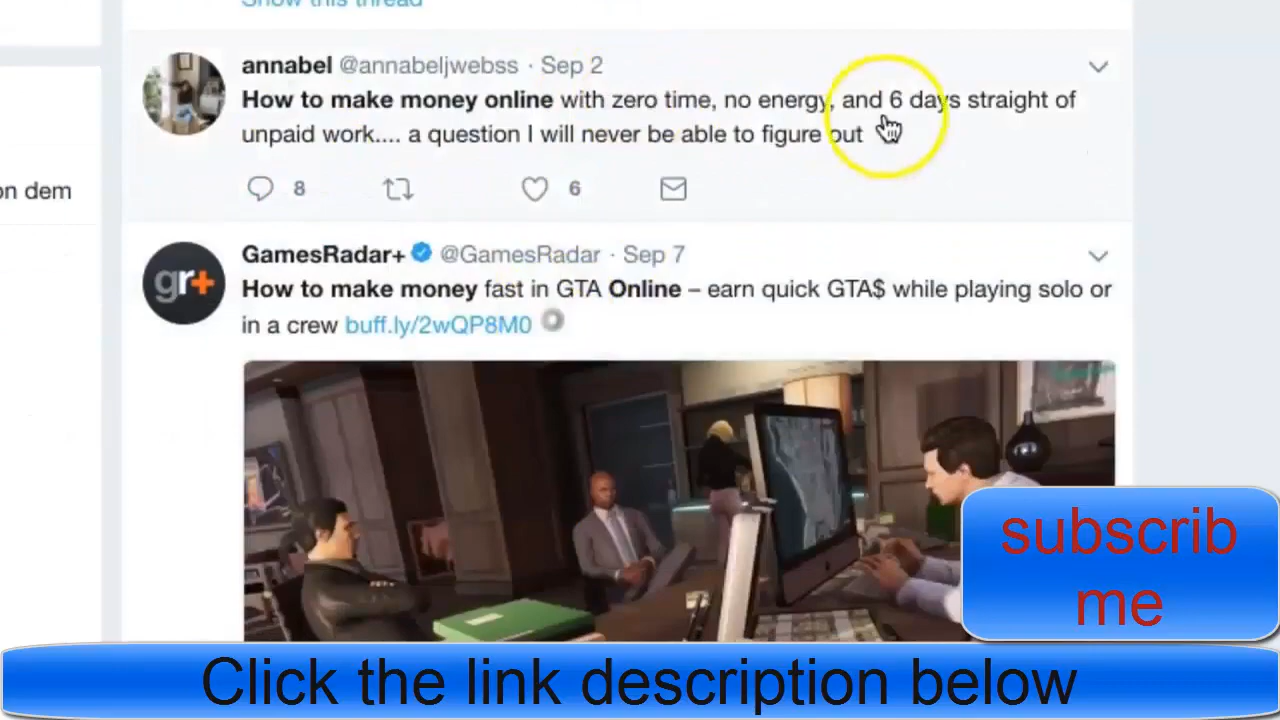 Show this thread
annabel @annabeljwebss · Sep 2
How to make money online with zero time, no energy, and 6 days straight of
unpaid work.... a question I will never be able to figure out
on dem
8 6
GamesRadar+ @GamesRadar · Sep 7
gr+
How to make money fast in GTA Online – earn quick GTA$ while playing solo or
in a crew buff.ly/2wQP8M0
subscrib
me
Click the link description below